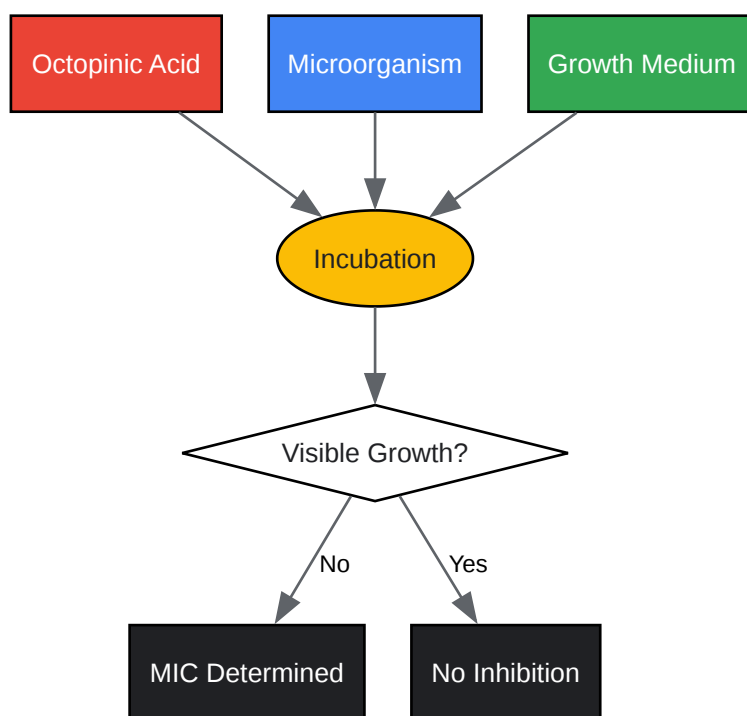 Octopinic Acid
Microorganism
Growth Medium
Incubation
Visible Growth?
No
Yes
MIC Determined
No Inhibition